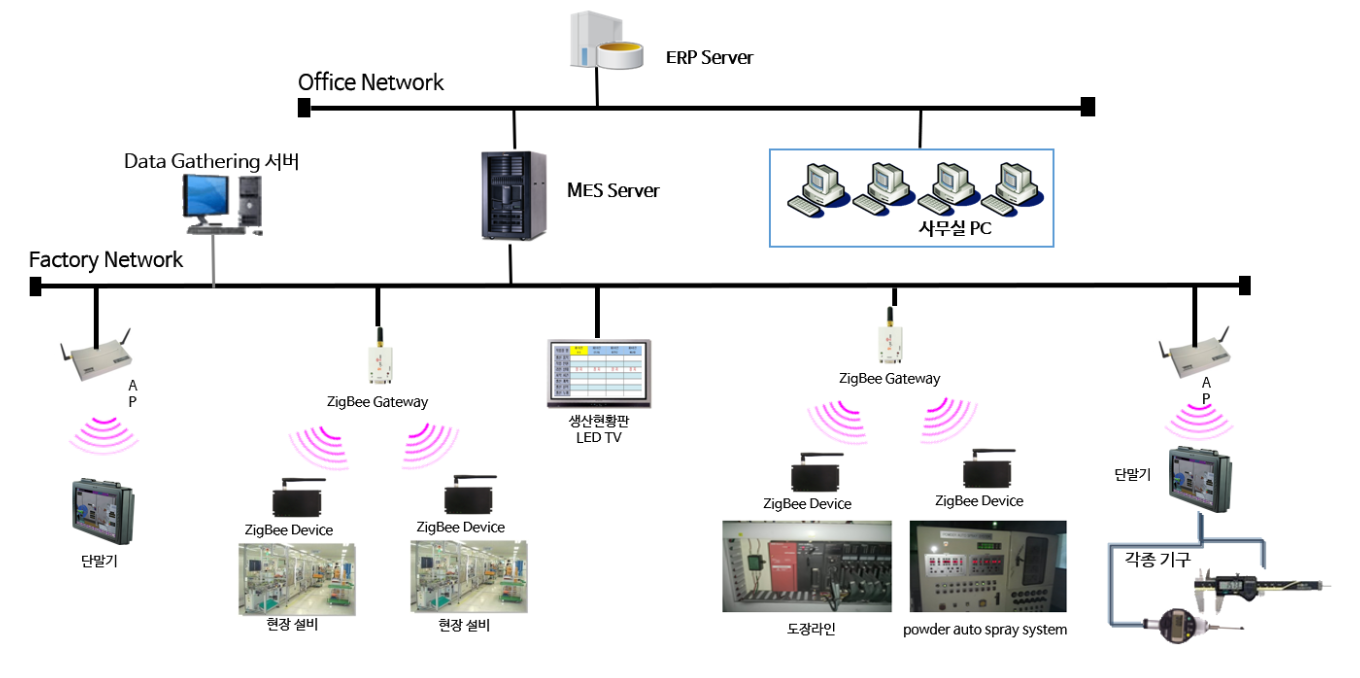 ERP Server
Office Network
Data Gathering 서버
MES Server
사무실 PC
Factory Network
A
P
ZigBee Gateway
생산현황판
LED TV
ZigBee Gateway
A
P
단말기
ZigBee Device
ZigBee Device
ZigBee Device
ZigBee Device
단말기
현장 설비
현장 설비
도장라인
powder auto spray system
각종 기구